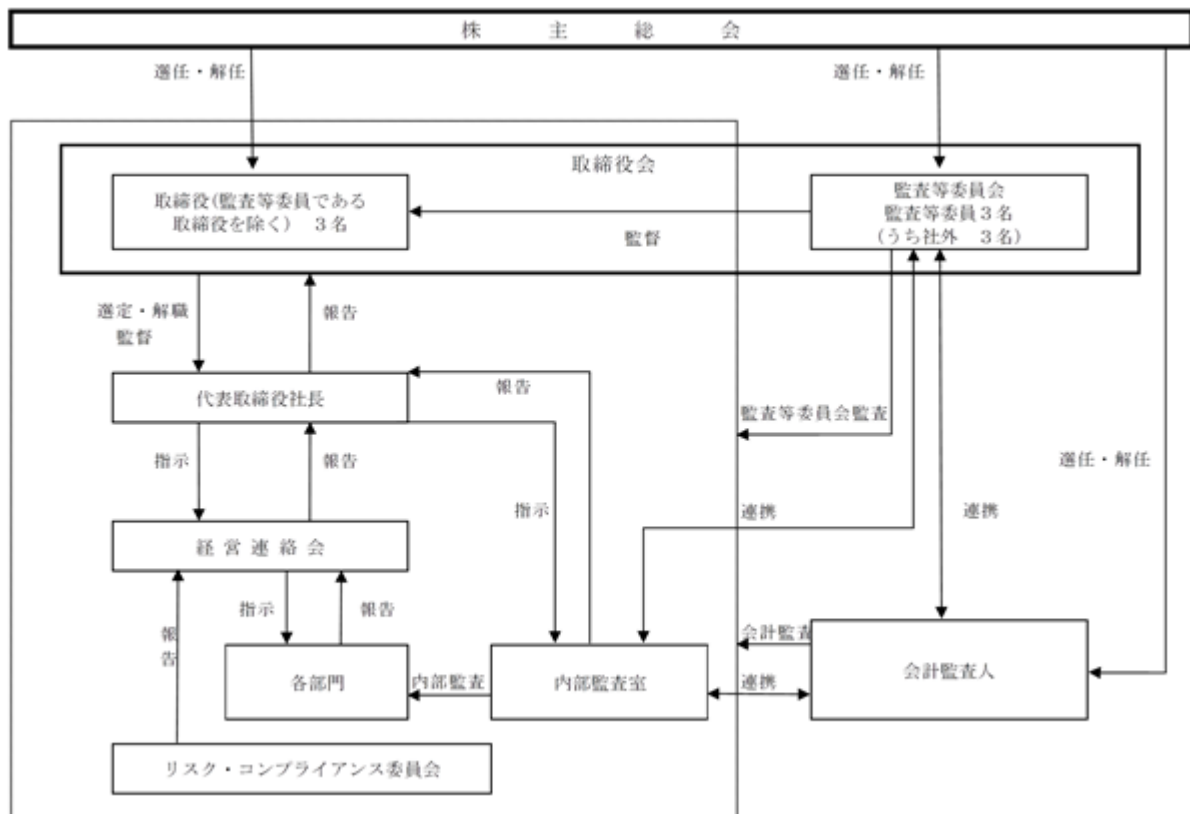 株主総会
選任・解任
選任・解任
取締役会
取締役(監査等委員である
取締役を除く) 3名
監査等委員会
監査等委員3名
(うち社外 3名)
監督
選定・解職
監督
報告
代表取締役社長
報告
監査等委員会監査
指示
報告
選任・解任
指示
連携
連携
経営連絡会
指示
報告
報告
会計監査
各部門
内部監査
内部監査室
連携
会計監査人
リスク・コンプライアンス委員会